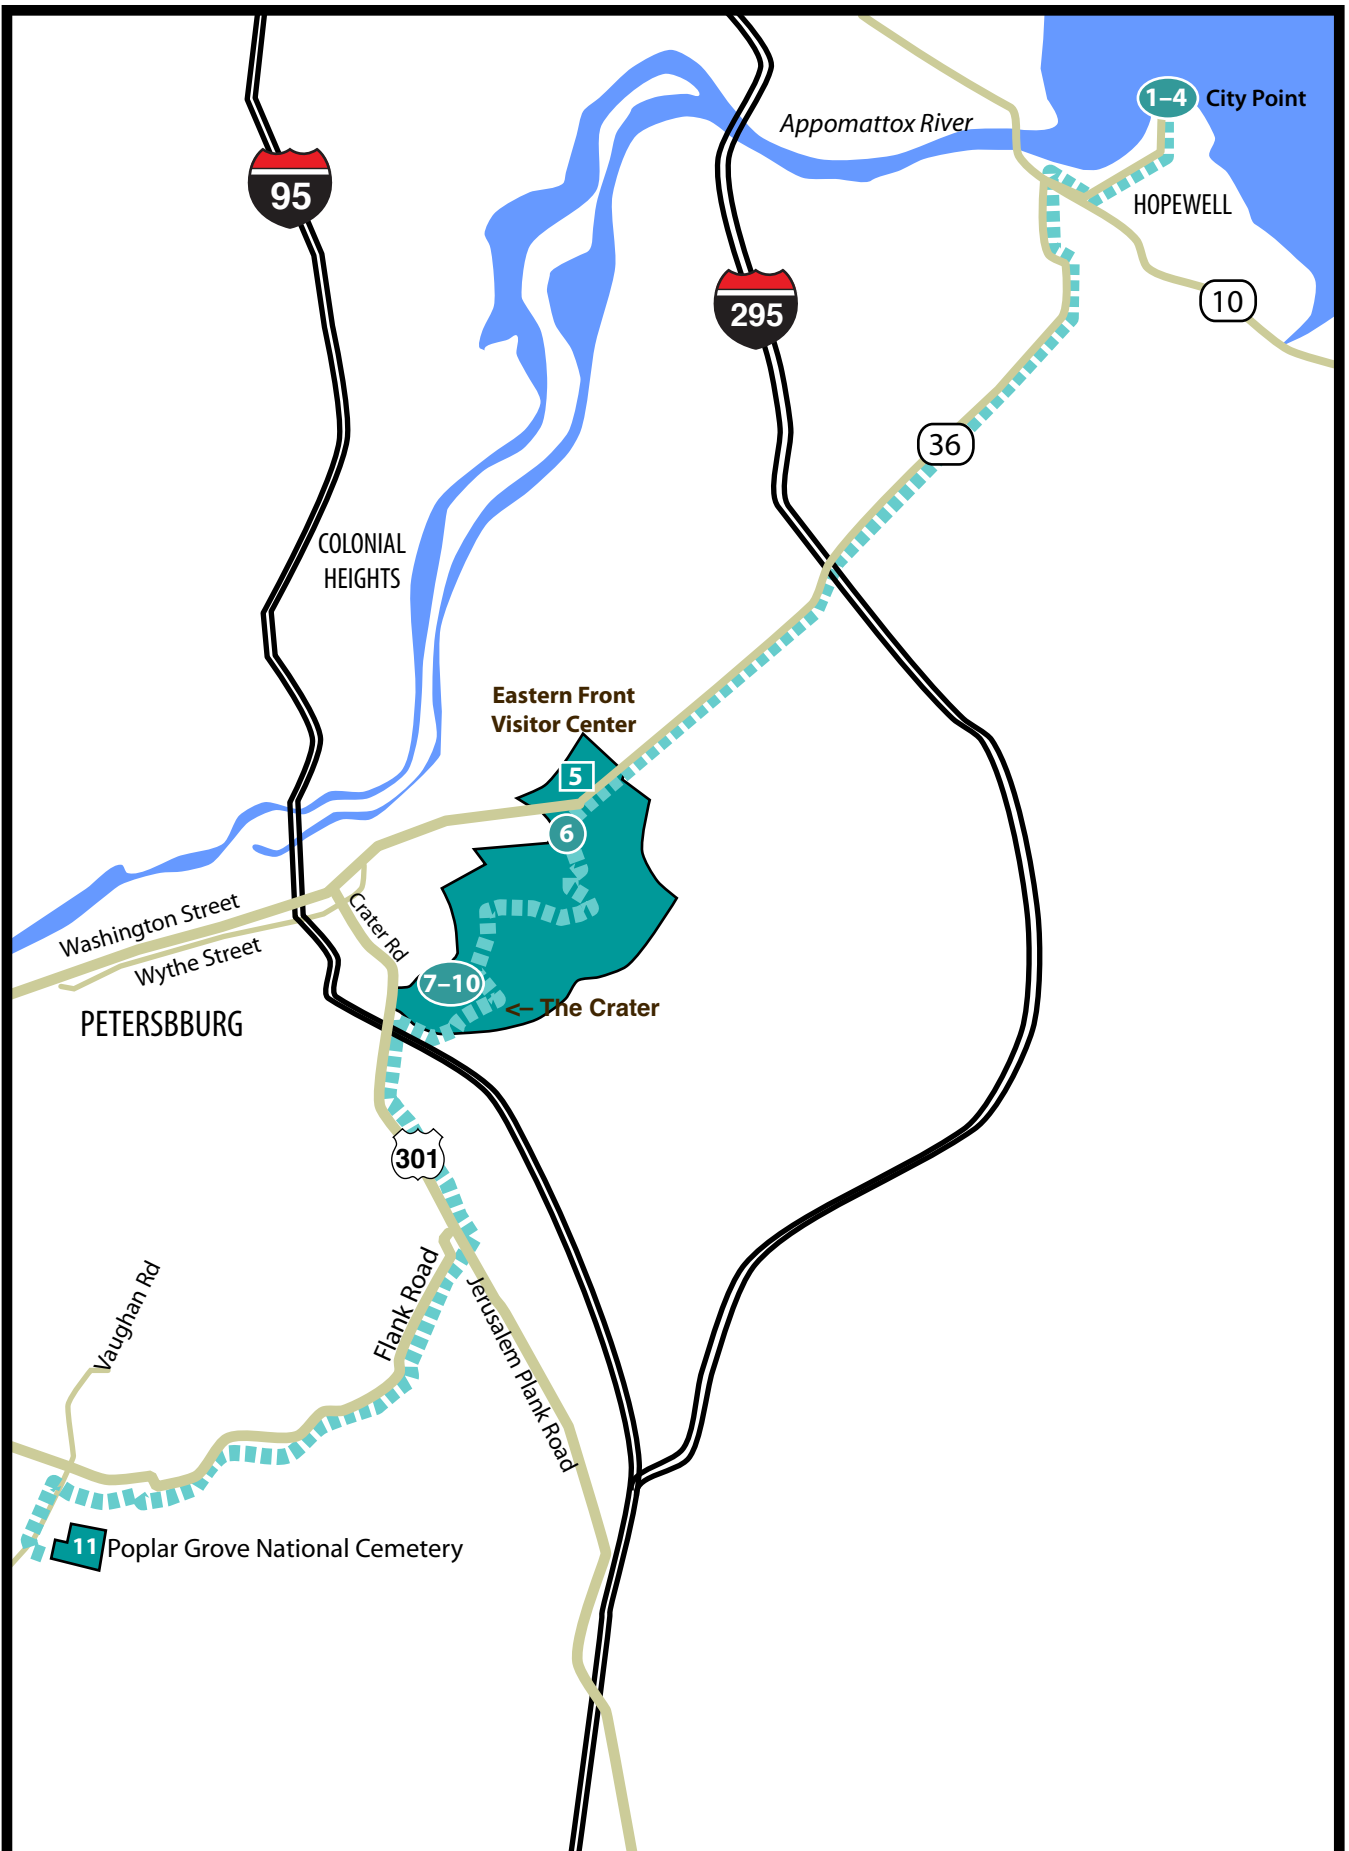 1–4 City Point
Appomattox River
95
HOPEWELL
295
10
36
COLONIAL
HEIGHTS
Eastern Front
Visitor Center
5
6
Washington Street
Crater Rd
Wythe Street
7–10
<– The Crater
PETERSBBURG
301
Flank Road
Vaughan Rd
Jerusalem Plank Road
11 Poplar Grove National Cemetery